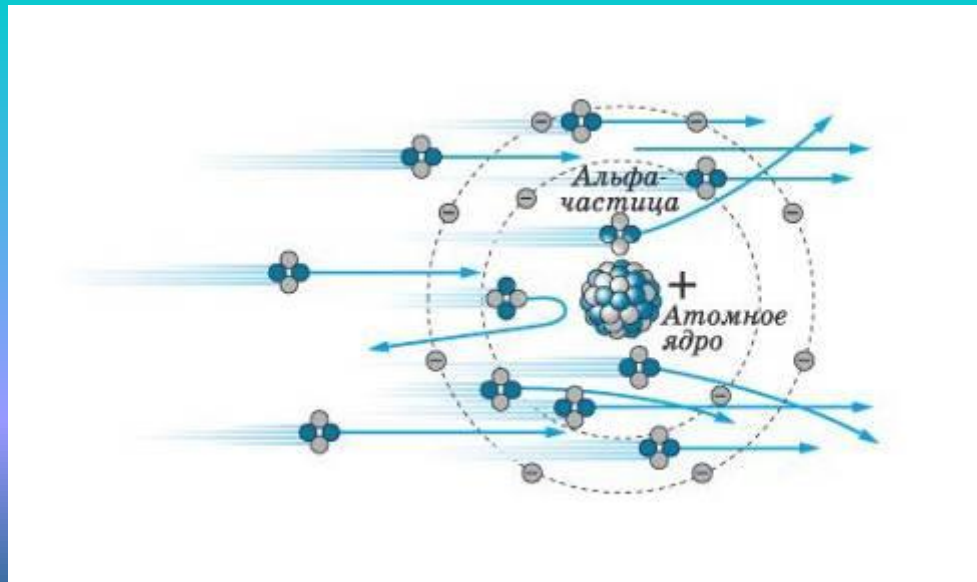 Альфа-
частица
+
Атомное
ядро